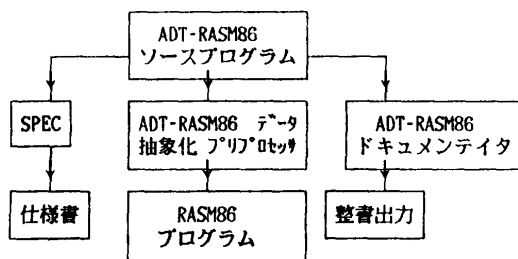 ADT-RASM86
ソースプログラム
SPEC
ADT-RASM86 データ
抽象化 プリプロセッサ
ADT-RASM86
ドキュメンテイタ
仕様書
RASM86
プログラム
整書出力